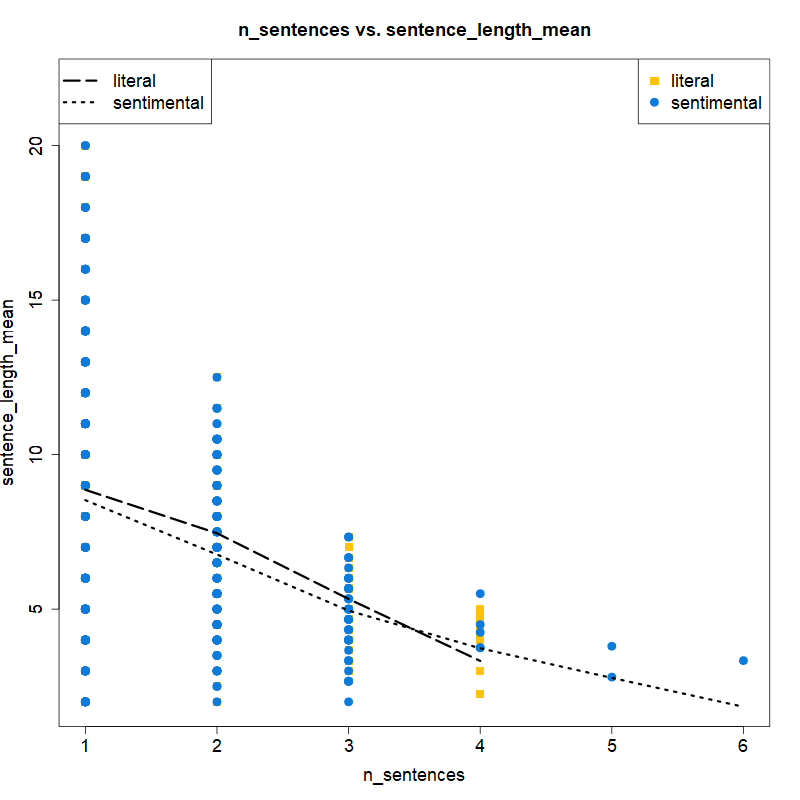 n_sentences vs. sentence_length_mean
literal
sentimental
literal
sentimental
sentence_length_mean
20
15
10
5
1 2 3 4 5 6
n_sentences